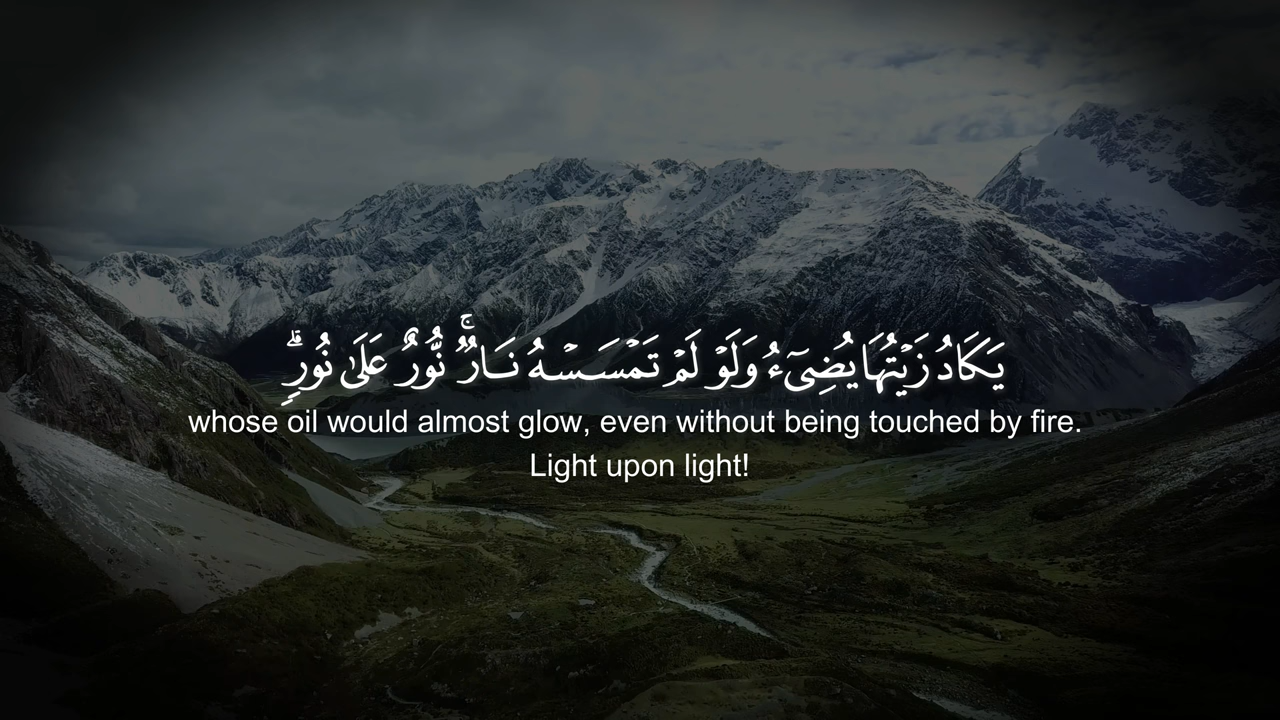 يَكَادُ زَيْتُهَا يُضِىٓءُ وَلَوْ لَمْ تَمْسَسْهُ نَارٌۭ ۚ نُّورٌ عَلَىٰ نُورٍۢ ۗ
whose oil would almost glow, even without being touched by fire.
Light upon light!